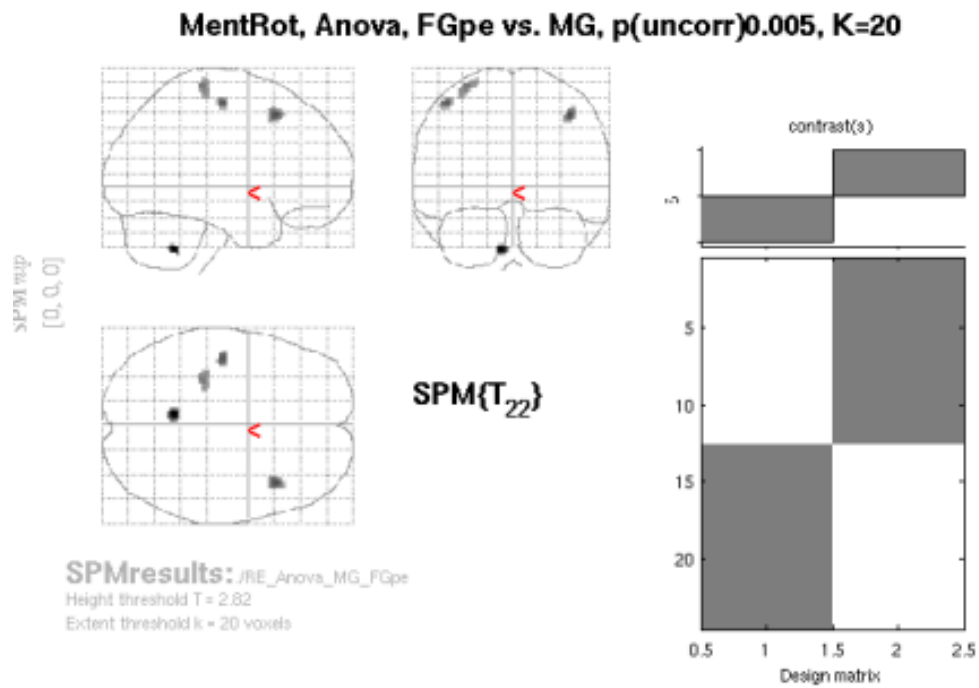 MentRot, Anova, FGpe vs. MG, p(uncorr)0.005, K=20
contrast(s)
SPM mip
[0, 0, 0]
<
<
<
SPM{T22}
5
10
15
20
0.5 1 1.5 2 2.5
Design matrix
SPMresults: ./RE_Anova_MG_FGpe
Height threshold T = 2.82
Extent threshold k = 20 voxels